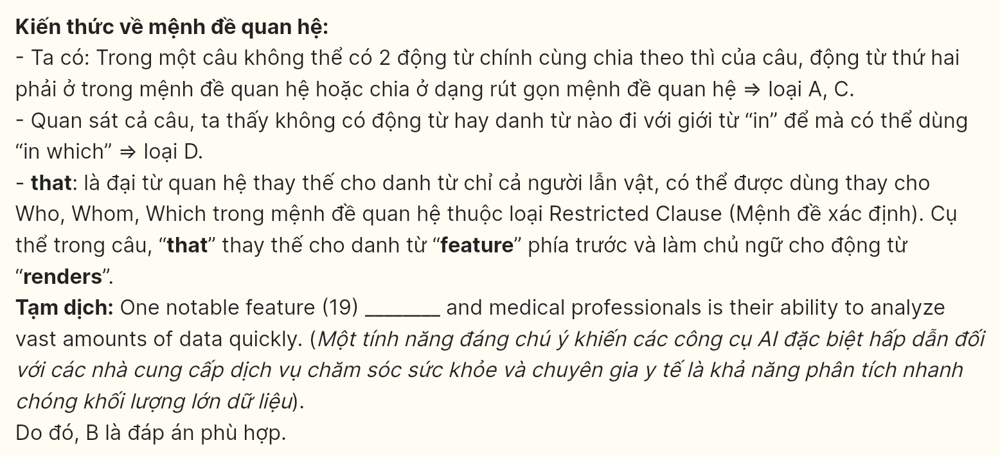 Kiến thức về mệnh đề quan hệ:
- Ta có: Trong một câu không thể có 2 động từ chính cùng chia theo thì của câu, động từ thứ hai
phải ở trong mệnh đề quan hệ hoặc chia ở dạng rút gọn mệnh đề quan hệ ⇒ loại A, C.
- Quan sát cả câu, ta thấy không có động từ hay danh từ nào đi với giới từ “in” để mà có thể dùng
“in which” ⇒ loại D.
- that: là đại từ quan hệ thay thế cho danh từ chỉ cả người lẫn vật, có thể được dùng thay cho
Who, Whom, Which trong mệnh đề quan hệ thuộc loại Restricted Clause (Mệnh đề xác định). Cụ
thể trong câu, “that” thay thế cho danh từ “feature” phía trước và làm chủ ngữ cho động từ
“renders”.
Tạm dịch: One notable feature (19) ________ and medical professionals is their ability to analyze
vast amounts of data quickly. (Một tính năng đáng chú ý khiến các công cụ AI đặc biệt hấp dẫn đối
với các nhà cung cấp dịch vụ chăm sóc sức khỏe và chuyên gia y tế là khả năng phân tích nhanh
chóng khối lượng lớn dữ liệu).
Do đó, B là đáp án phù hợp.